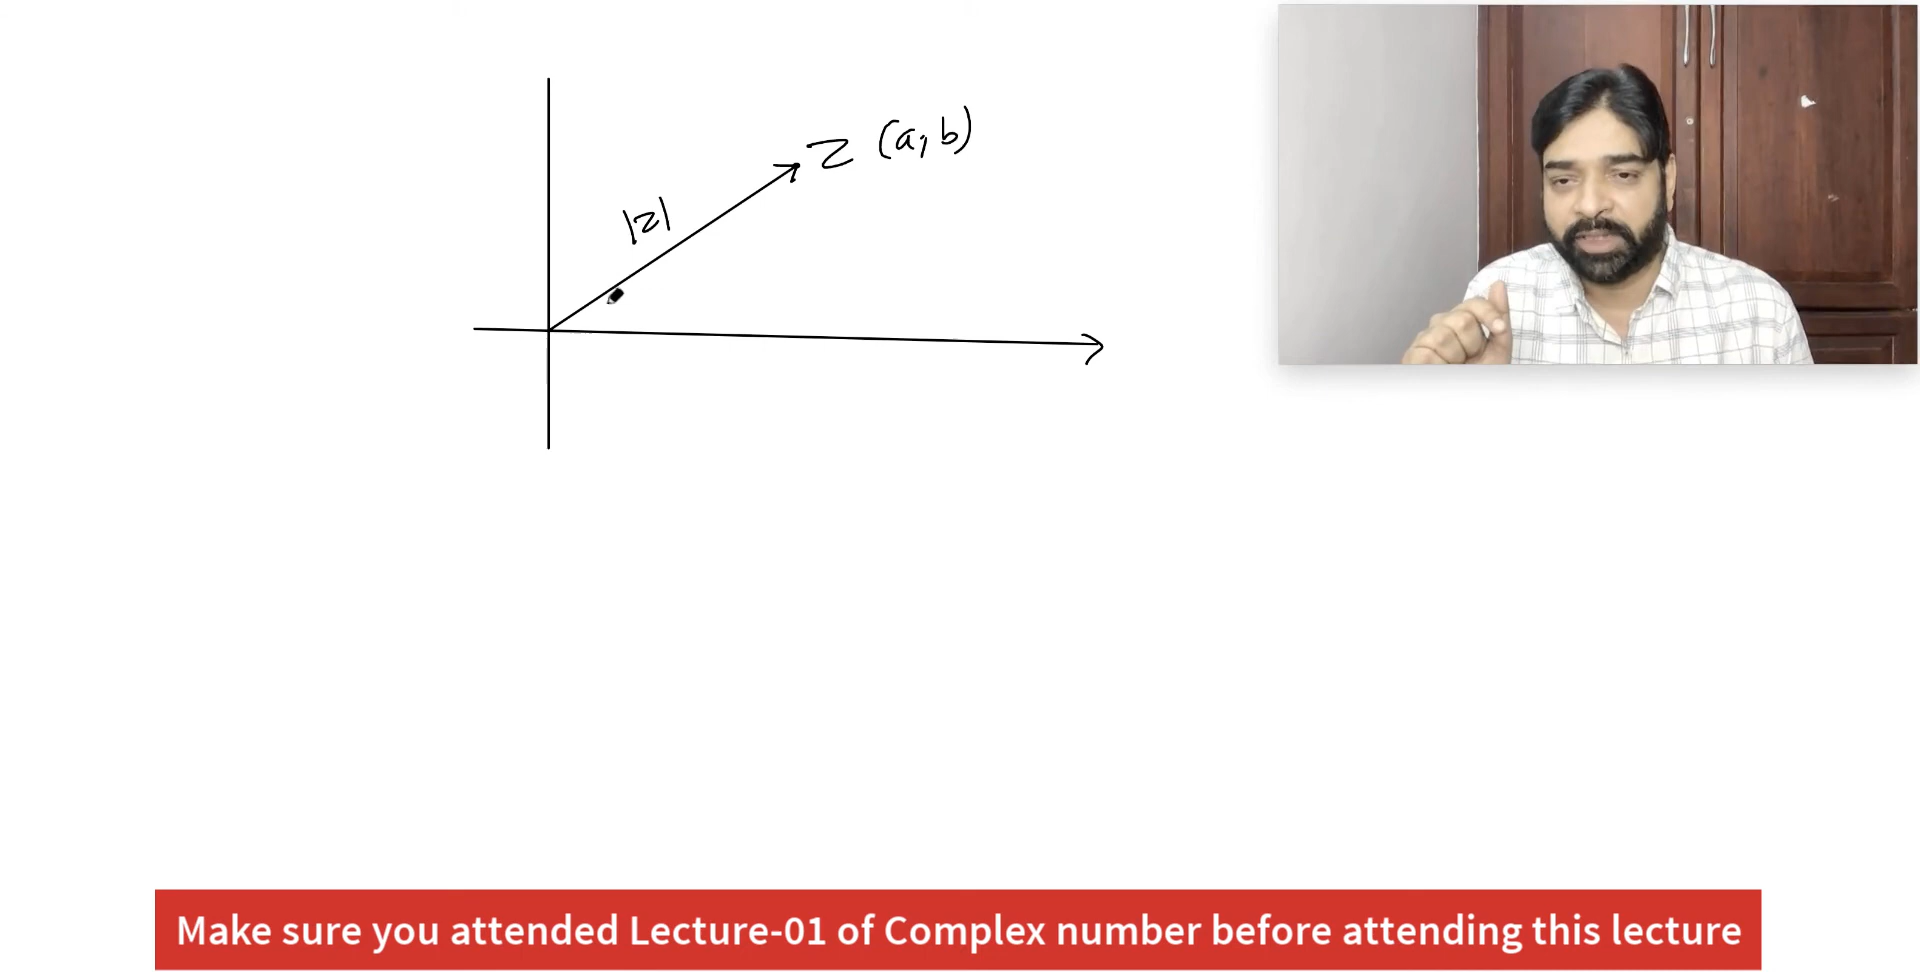 Z (a, b)
|z|
Make sure you attended Lecture-01 of Complex number before attending this lecture